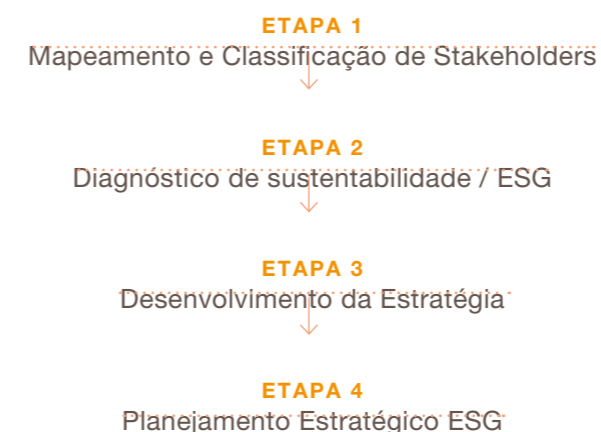 ETAPA 1
Mapeamento e Classificação de Stakeholders
ETAPA 2
Diagnóstico de sustentabilidade / ESG
ETAPA 3
Desenvolvimento da Estratégia
ETAPA 4
Planejamento Estratégico ESG